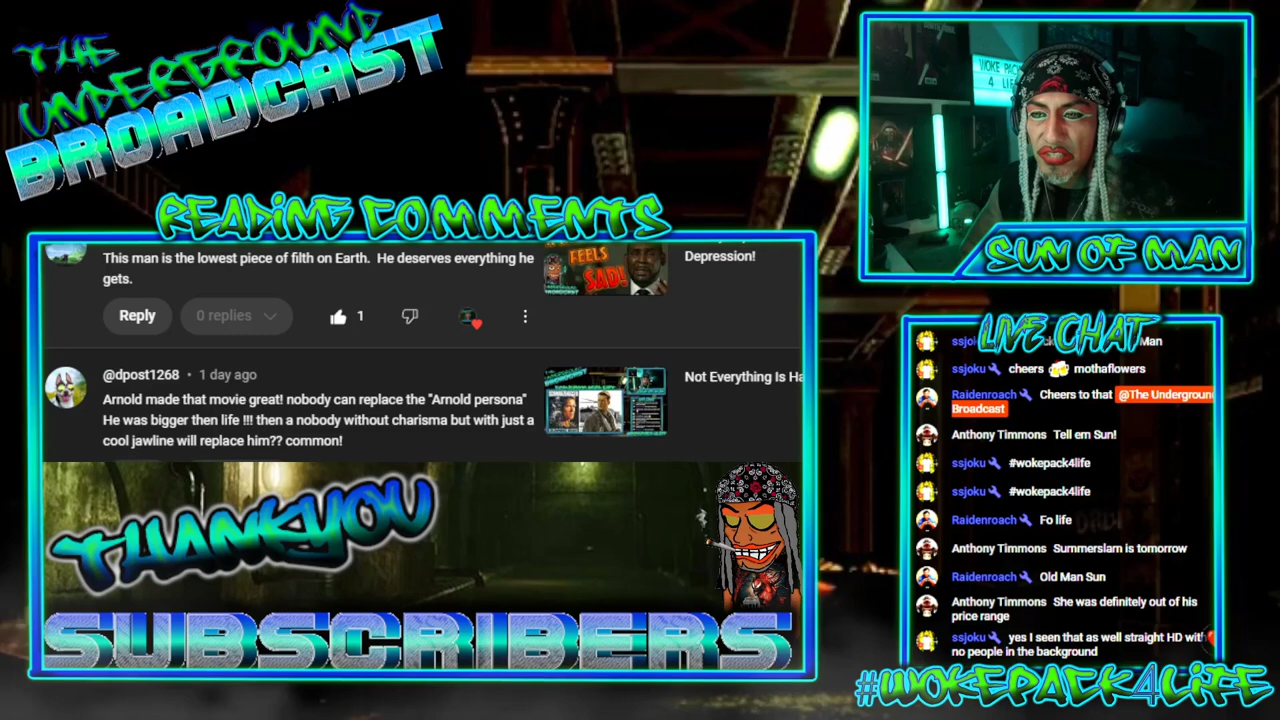 THE
UNDERGROUND
BROADCAST
READING COMMENTS
This man is the lowest piece of filth on Earth. He deserves everything he
gets.
Reply
0 replies
1
FEELS
SAD!
Depression!
@dpost1268 • 1 day ago
Arnold made that movie great! nobody can replace the "Arnold persona"
He was bigger then life !!! then a nobody without charisma but with just a
cool jawline will replace him?? common!
Not Everything Is Ha
THANKYOU
SUBSCRIBERS
WOKE PAC
4 LIF
SUN OF MAN
LIVE CHAT
ssjoku Man
ssjoku cheers 🍻 mothaflowers
Raidenroach Cheers to that @The Underground
Broadcast
Anthony Timmons Tell em Sun!
ssjoku #wokepack4life
ssjoku #wokepack4life
Raidenroach Fo life
Anthony Timmons Summerslam is tomorrow
Raidenroach Old Man Sun
Anthony Timmons She was definitely out of his
price range
ssjoku yes I seen that as well straight HD with
no people in the background
#WOKEPACK4LIFE